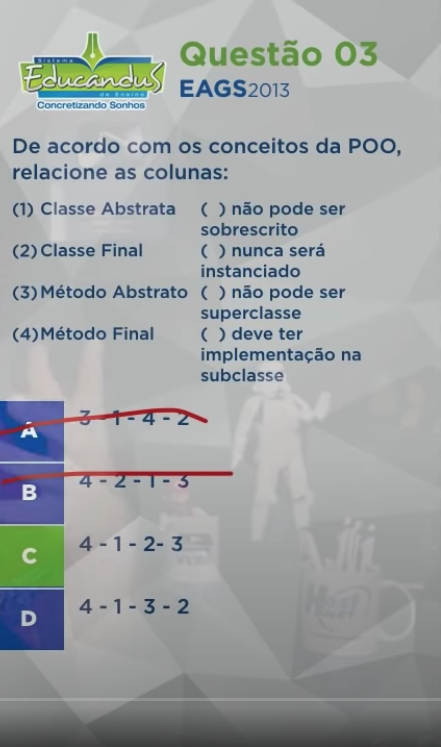 Sistema
Educandus
de Ensino
Concretizando Sonhos
Questão 03
EAGS2013
De acordo com os conceitos da POO,
relacione as colunas:
(1) Classe Abstrata ( ) não pode ser
sobrescrito
(2) Classe Final ( ) nunca será
instanciado
(3) Método Abstrato ( ) não pode ser
superclasse
(4) Método Final ( ) deve ter
implementação na
subclasse
A 3 - 1 - 4 - 2
B 4 - 2 - 1 - 3
C 4 - 1 - 2- 3
D 4 - 1 - 3 - 2